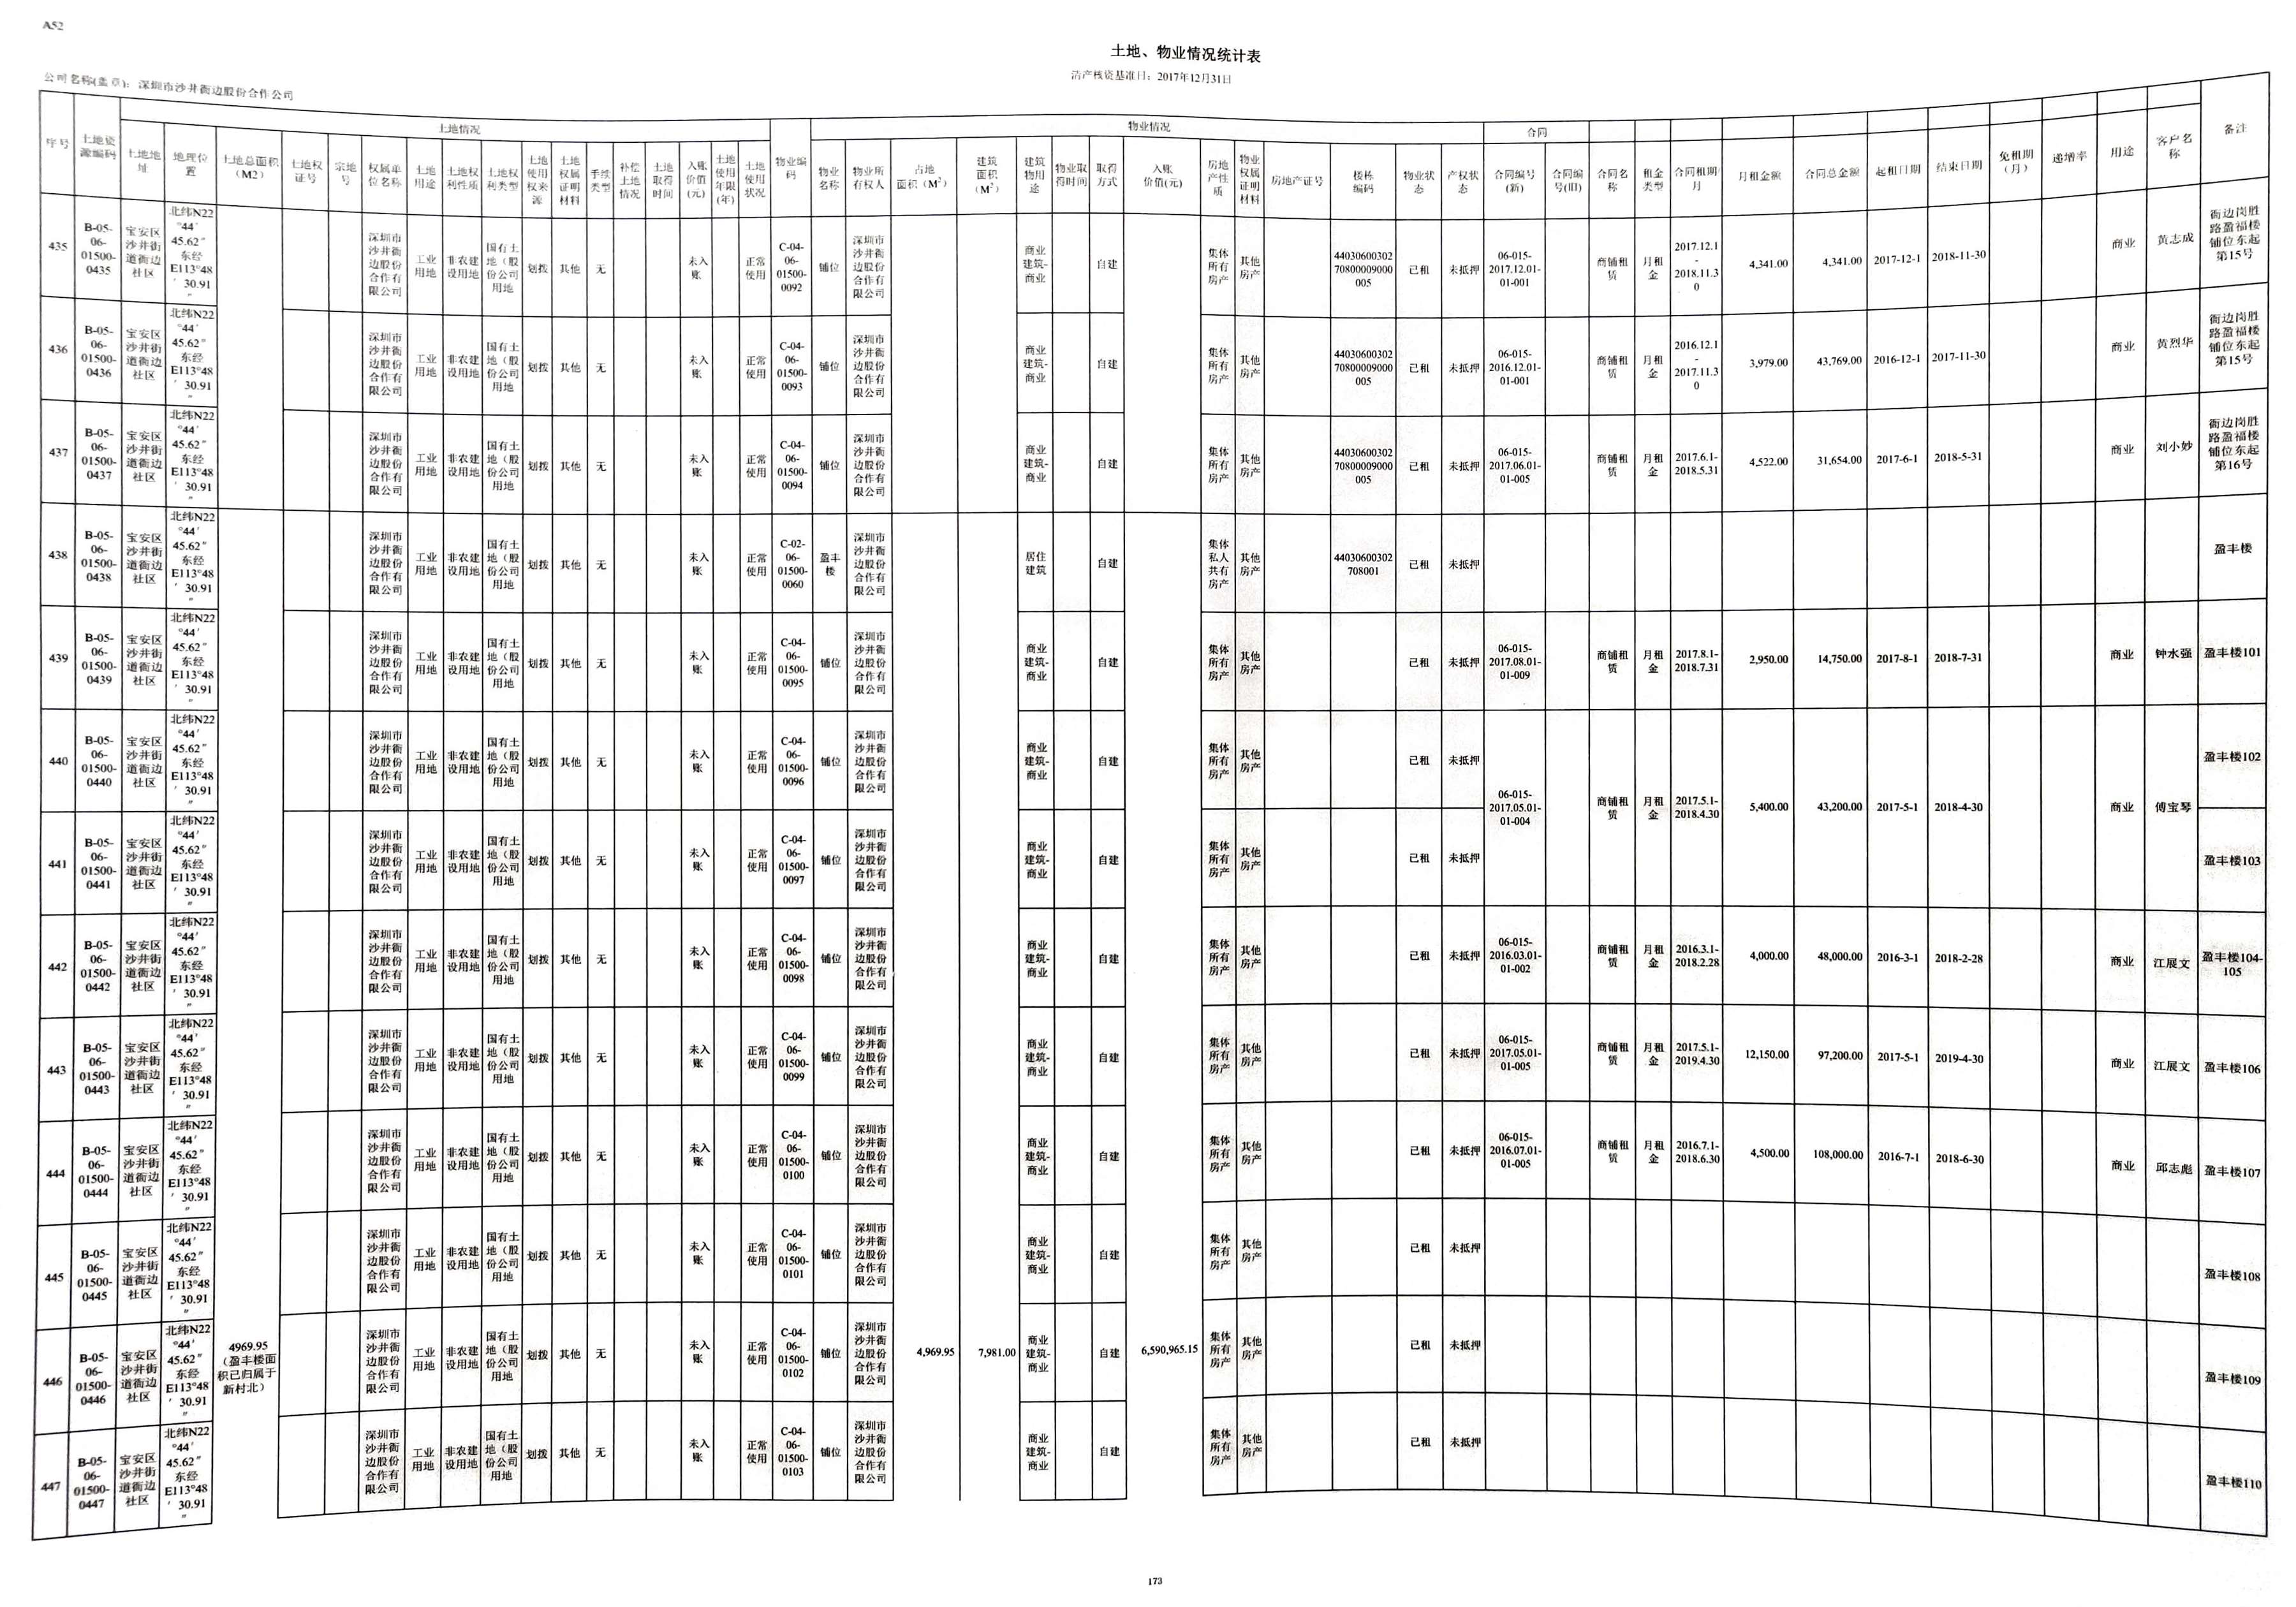 A52
土地、物业情况统计表
清产核资基准日：2017年12月31日
公司名称(盖章)：深圳市沙井衙边股份合作公司
序号 土地资源编码 土地情况 物业编码 物业情况 合同 客户名称 备注
土地地址 地理位置 土地总面积（M2） 土地权证号 宗地号 权属单位名称 土地用途 土地权利性质 土地权利类型 土地使用权来源 土地权属证明材料 手续类型 补偿土地情况 土地取得时间 入账价值(元) 土地使用年限(年) 土地使用状况 物业名称 物业所有权人 占地面积（M²） 建筑面积（M²） 建筑物用途 物业取得时间 取得方式 入账价值(元) 房地产性质 物业权属证明材料 房地产证号 楼栋编码 物业状态 产权状态 合同编号(新) 合同编号(旧) 合同名称 租金类型 合同租期/月 月租金额 合同总金额 起租日期 结束日期 免租期（月） 递增率 用途
435 B-05-06-01500-0435 宝安区沙井街道衙边社区 北纬N22°44′45.62″东经E113°48′30.91″ 深圳市沙井衙边股份合作有限公司 工业用地 非农建设用地 国有土地（股份公司用地 划拨 其他 无 未入账 正常使用 C-04-06-01500-0092 铺位 深圳市沙井衙边股份合作有限公司 商业建筑-商业 自建 集体所有房产 其他房产 4403060030270800009000005 已租 未抵押 06-015-2017.12.01-01-001 商铺租赁 月租金 2017.12.1-2018.11.30 4,341.00 4,341.00 2017-12-1 2018-11-30 商业 黄志成 衙边岗胜路盈福楼铺位东起第15号
436 B-05-06-01500-0436 宝安区沙井街道衙边社区 北纬N22°44′45.62″东经E113°48′30.91″ 深圳市沙井衙边股份合作有限公司 工业用地 非农建设用地 国有土地（股份公司用地 划拨 其他 无 未入账 正常使用 C-04-06-01500-0093 铺位 深圳市沙井衙边股份合作有限公司 商业建筑-商业 自建 集体所有房产 其他房产 4403060030270800009000005 已租 未抵押 06-015-2016.12.01-01-001 商铺租赁 月租金 2016.12.1-2017.11.30 3,979.00 43,769.00 2016-12-1 2017-11-30 商业 黄烈华 衙边岗胜路盈福楼铺位东起第15号
437 B-05-06-01500-0437 宝安区沙井街道衙边社区 北纬N22°44′45.62″东经E113°48′30.91″ 深圳市沙井衙边股份合作有限公司 工业用地 非农建设用地 国有土地（股份公司用地 划拨 其他 无 未入账 正常使用 C-04-06-01500-0094 铺位 深圳市沙井衙边股份合作有限公司 商业建筑-商业 自建 集体所有房产 其他房产 4403060030270800009000005 已租 未抵押 06-015-2017.06.01-01-005 商铺租赁 月租金 2017.6.1-2018.5.31 4,522.00 31,654.00 2017-6-1 2018-5-31 商业 刘小妙 衙边岗胜路盈福楼铺位东起第16号
438 B-05-06-01500-0438 宝安区沙井街道衙边社区 北纬N22°44′45.62″东经E113°48′30.91″ 深圳市沙井衙边股份合作有限公司 工业用地 非农建设用地 国有土地（股份公司用地 划拨 其他 无 未入账 正常使用 C-02-06-01500-0060 盈丰楼 深圳市沙井衙边股份合作有限公司 居住建筑 自建 集体私人共有房产 其他房产 44030600302708001 已租 未抵押 盈丰楼
439 B-05-06-01500-0439 宝安区沙井街道衙边社区 北纬N22°44′45.62″东经E113°48′30.91″ 深圳市沙井衙边股份合作有限公司 工业用地 非农建设用地 国有土地（股份公司用地 划拨 其他 无 未入账 正常使用 C-04-06-01500-0095 铺位 深圳市沙井衙边股份合作有限公司 商业建筑-商业 自建 集体所有房产 其他房产 已租 未抵押 06-015-2017.08.01-01-009 商铺租赁 月租金 2017.8.1-2018.7.31 2,950.00 14,750.00 2017-8-1 2018-7-31 商业 钟水强 盈丰楼101
440 B-05-06-01500-0440 宝安区沙井街道衙边社区 北纬N22°44′45.62″东经E113°48′30.91″ 深圳市沙井衙边股份合作有限公司 工业用地 非农建设用地 国有土地（股份公司用地 划拨 其他 无 未入账 正常使用 C-04-06-01500-0096 铺位 深圳市沙井衙边股份合作有限公司 商业建筑-商业 自建 集体所有房产 其他房产 已租 未抵押 06-015-2017.05.01-01-004 商铺租赁 月租金 2017.5.1-2018.4.30 5,400.00 43,200.00 2017-5-1 2018-4-30 商业 傅宝琴 盈丰楼102
441 B-05-06-01500-0441 宝安区沙井街道衙边社区 北纬N22°44′45.62″东经E113°48′30.91″ 深圳市沙井衙边股份合作有限公司 工业用地 非农建设用地 国有土地（股份公司用地 划拨 其他 无 未入账 正常使用 C-04-06-01500-0097 铺位 深圳市沙井衙边股份合作有限公司 商业建筑-商业 自建 集体所有房产 其他房产 已租 未抵押 盈丰楼103
442 B-05-06-01500-0442 宝安区沙井街道衙边社区 北纬N22°44′45.62″东经E113°48′30.91″ 深圳市沙井衙边股份合作有限公司 工业用地 非农建设用地 国有土地（股份公司用地 划拨 其他 无 未入账 正常使用 C-04-06-01500-0098 铺位 深圳市沙井衙边股份合作有限公司 商业建筑-商业 自建 集体所有房产 其他房产 已租 未抵押 06-015-2016.03.01-01-002 商铺租赁 月租金 2016.3.1-2018.2.28 4,000.00 48,000.00 2016-3-1 2018-2-28 商业 江展文 盈丰楼104-105
443 B-05-06-01500-0443 宝安区沙井街道衙边社区 北纬N22°44′45.62″东经E113°48′30.91″ 深圳市沙井衙边股份合作有限公司 工业用地 非农建设用地 国有土地（股份公司用地 划拨 其他 无 未入账 正常使用 C-04-06-01500-0099 铺位 深圳市沙井衙边股份合作有限公司 商业建筑-商业 自建 集体所有房产 其他房产 已租 未抵押 06-015-2017.05.01-01-005 商铺租赁 月租金 2017.5.1-2019.4.30 12,150.00 97,200.00 2017-5-1 2019-4-30 商业 江展文 盈丰楼106
444 B-05-06-01500-0444 宝安区沙井街道衙边社区 北纬N22°44′45.62″东经E113°48′30.91″ 深圳市沙井衙边股份合作有限公司 工业用地 非农建设用地 国有土地（股份公司用地 划拨 其他 无 未入账 正常使用 C-04-06-01500-0100 铺位 深圳市沙井衙边股份合作有限公司 商业建筑-商业 自建 集体所有房产 其他房产 已租 未抵押 06-015-2016.07.01-01-005 商铺租赁 月租金 2016.7.1-2018.6.30 4,500.00 108,000.00 2016-7-1 2018-6-30 商业 邱志彪 盈丰楼107
445 B-05-06-01500-0445 宝安区沙井街道衙边社区 北纬N22°44′45.62″东经E113°48′30.91″ 深圳市沙井衙边股份合作有限公司 工业用地 非农建设用地 国有土地（股份公司用地 划拨 其他 无 未入账 正常使用 C-04-06-01500-0101 铺位 深圳市沙井衙边股份合作有限公司 商业建筑-商业 自建 集体所有房产 其他房产 已租 未抵押 盈丰楼108
446 B-05-06-01500-0446 宝安区沙井街道衙边社区 北纬N22°44′45.62″东经E113°48′30.91″ 4969.95（盈丰楼面积已归属于新村北） 深圳市沙井衙边股份合作有限公司 工业用地 非农建设用地 国有土地（股份公司用地 划拨 其他 无 未入账 正常使用 C-04-06-01500-0102 铺位 深圳市沙井衙边股份合作有限公司 4,969.95 7,981.00 商业建筑-商业 自建 6,590,965.15 集体所有房产 其他房产 已租 未抵押 盈丰楼109
447 B-05-06-01500-0447 宝安区沙井街道衙边社区 北纬N22°44′45.62″东经E113°48′30.91″ 深圳市沙井衙边股份合作有限公司 工业用地 非农建设用地 国有土地（股份公司用地 划拨 其他 无 未入账 正常使用 C-04-06-01500-0103 铺位 深圳市沙井衙边股份合作有限公司 商业建筑-商业 自建 集体所有房产 其他房产 已租 未抵押 盈丰楼110
173